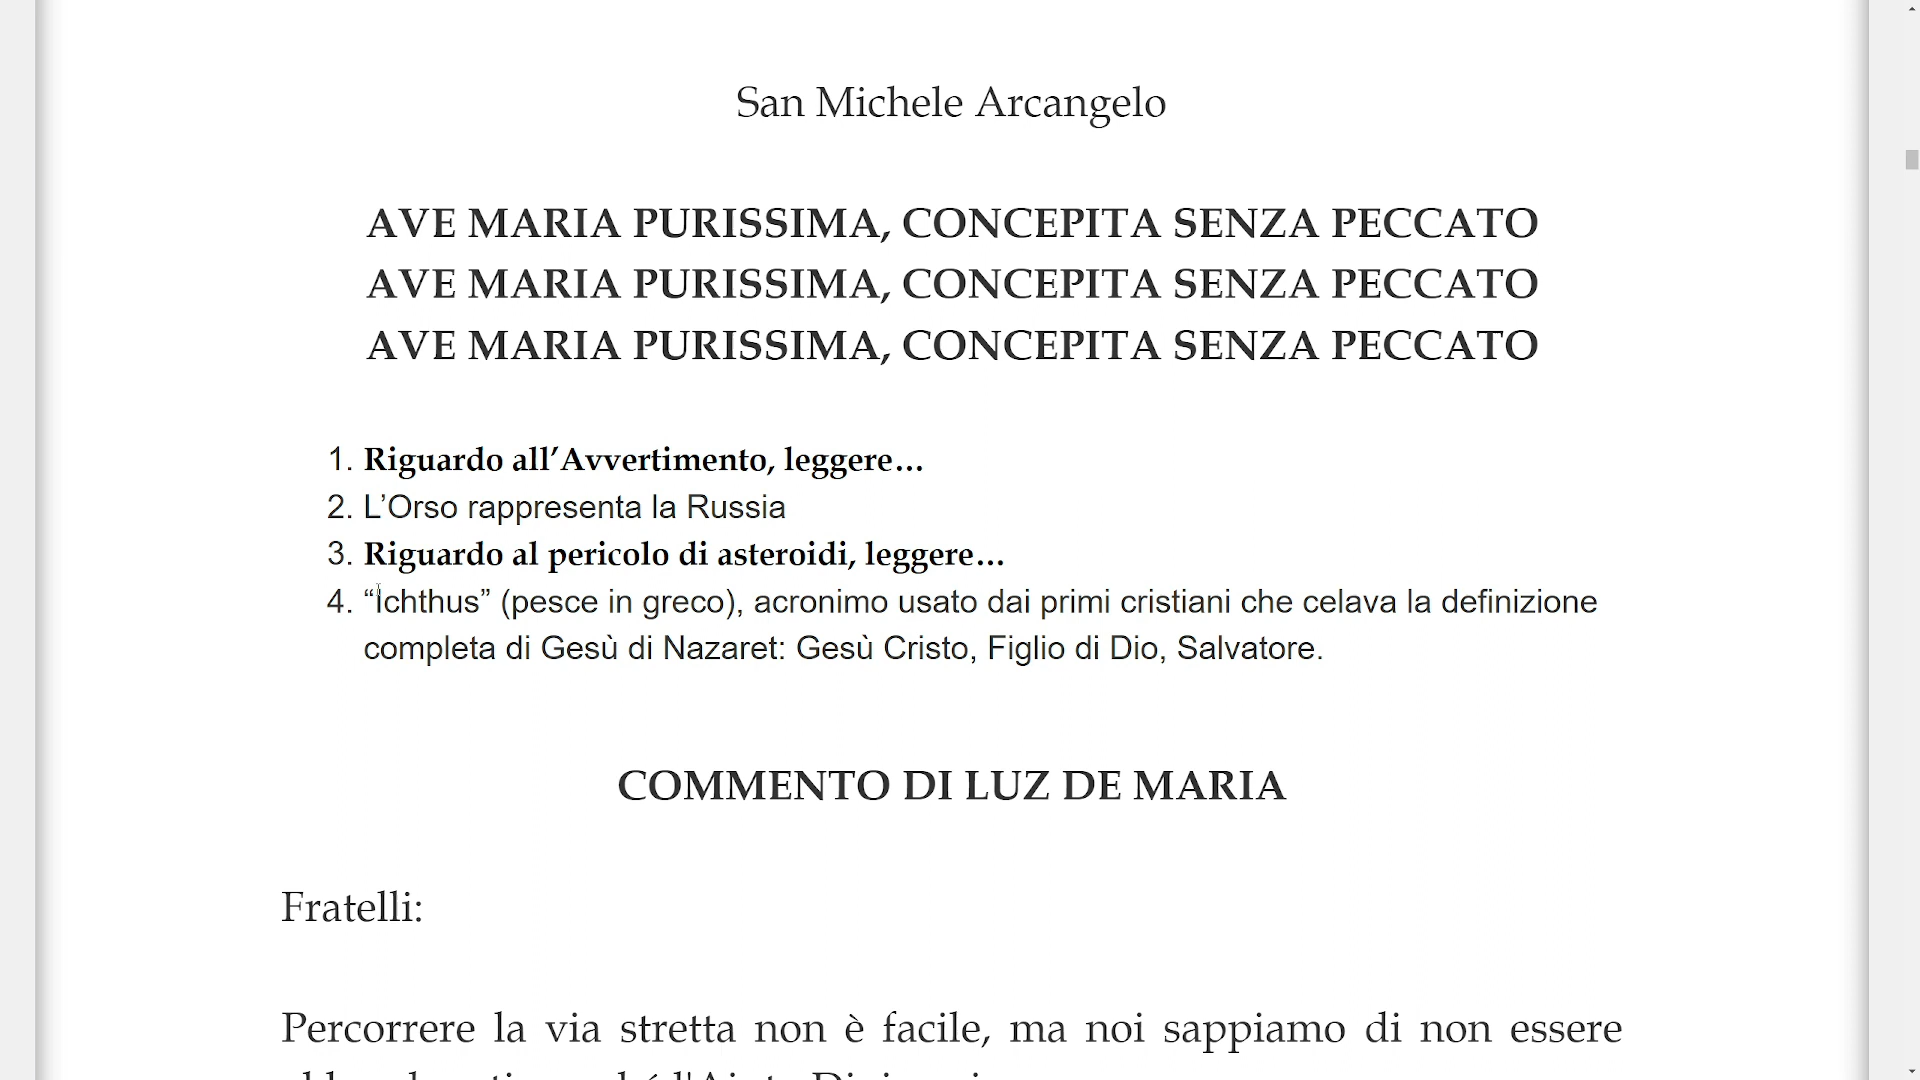 San Michele Arcangelo
AVE MARIA PURISSIMA, CONCEPITA SENZA PECCATO
AVE MARIA PURISSIMA, CONCEPITA SENZA PECCATO
AVE MARIA PURISSIMA, CONCEPITA SENZA PECCATO
1. Riguardo all’Avvertimento, leggere…
2. L’Orso rappresenta la Russia
3. Riguardo al pericolo di asteroidi, leggere…
4. “Ichthus” (pesce in greco), acronimo usato dai primi cristiani che celava la definizione
completa di Gesù di Nazaret: Gesù Cristo, Figlio di Dio, Salvatore.
COMMENTO DI LUZ DE MARIA
Fratelli:
Percorrere la via stretta non è facile, ma noi sappiamo di non essere